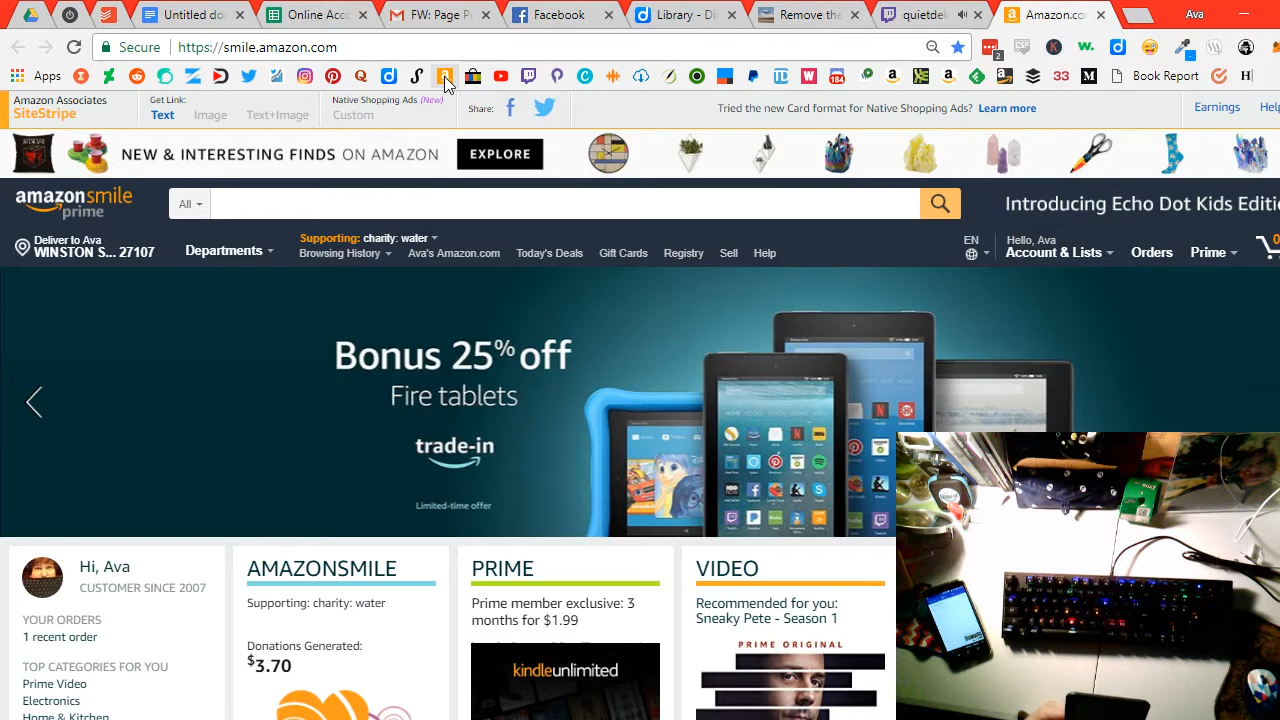 Untitled do
Online Acco
FW: Page P
Facebook
Library - Di
Remove the
quietdel
Amazon.co
Ava
Secure
https://smile.amazon.com
Apps
184
33
Book Report
2
Amazon Associates
SiteStripe
Get Link:
Text
Image
Text+Image
Native Shopping Ads (New)
Custom
Share:
Tried the new Card format for Native Shopping Ads? Learn more
Earnings
Help
NEW & INTERESTING FINDS ON AMAZON
EXPLORE
amazonsmile
prime
All
Introducing Echo Dot Kids Editi
Deliver to Ava
WINSTON S... 27107
Departments
Supporting: charity: water
Browsing History
Ava's Amazon.com
Today's Deals
Gift Cards
Registry
Sell
Help
EN
Hello, Ava
Account & Lists
Orders
Prime
0
Bonus 25% off
Fire tablets
trade-in
Limited-time offer
Hi, Ava
CUSTOMER SINCE 2007
YOUR ORDERS
1 recent order
TOP CATEGORIES FOR YOU
Prime Video
Electronics
Home & Kitchen
AMAZONSMILE
Supporting: charity: water
Donations Generated:
$3.70
PRIME
Prime member exclusive: 3
months for $1.99
kindleunlimited
VIDEO
Recommended for you:
Sneaky Pete - Season 1
PRIME ORIGINAL